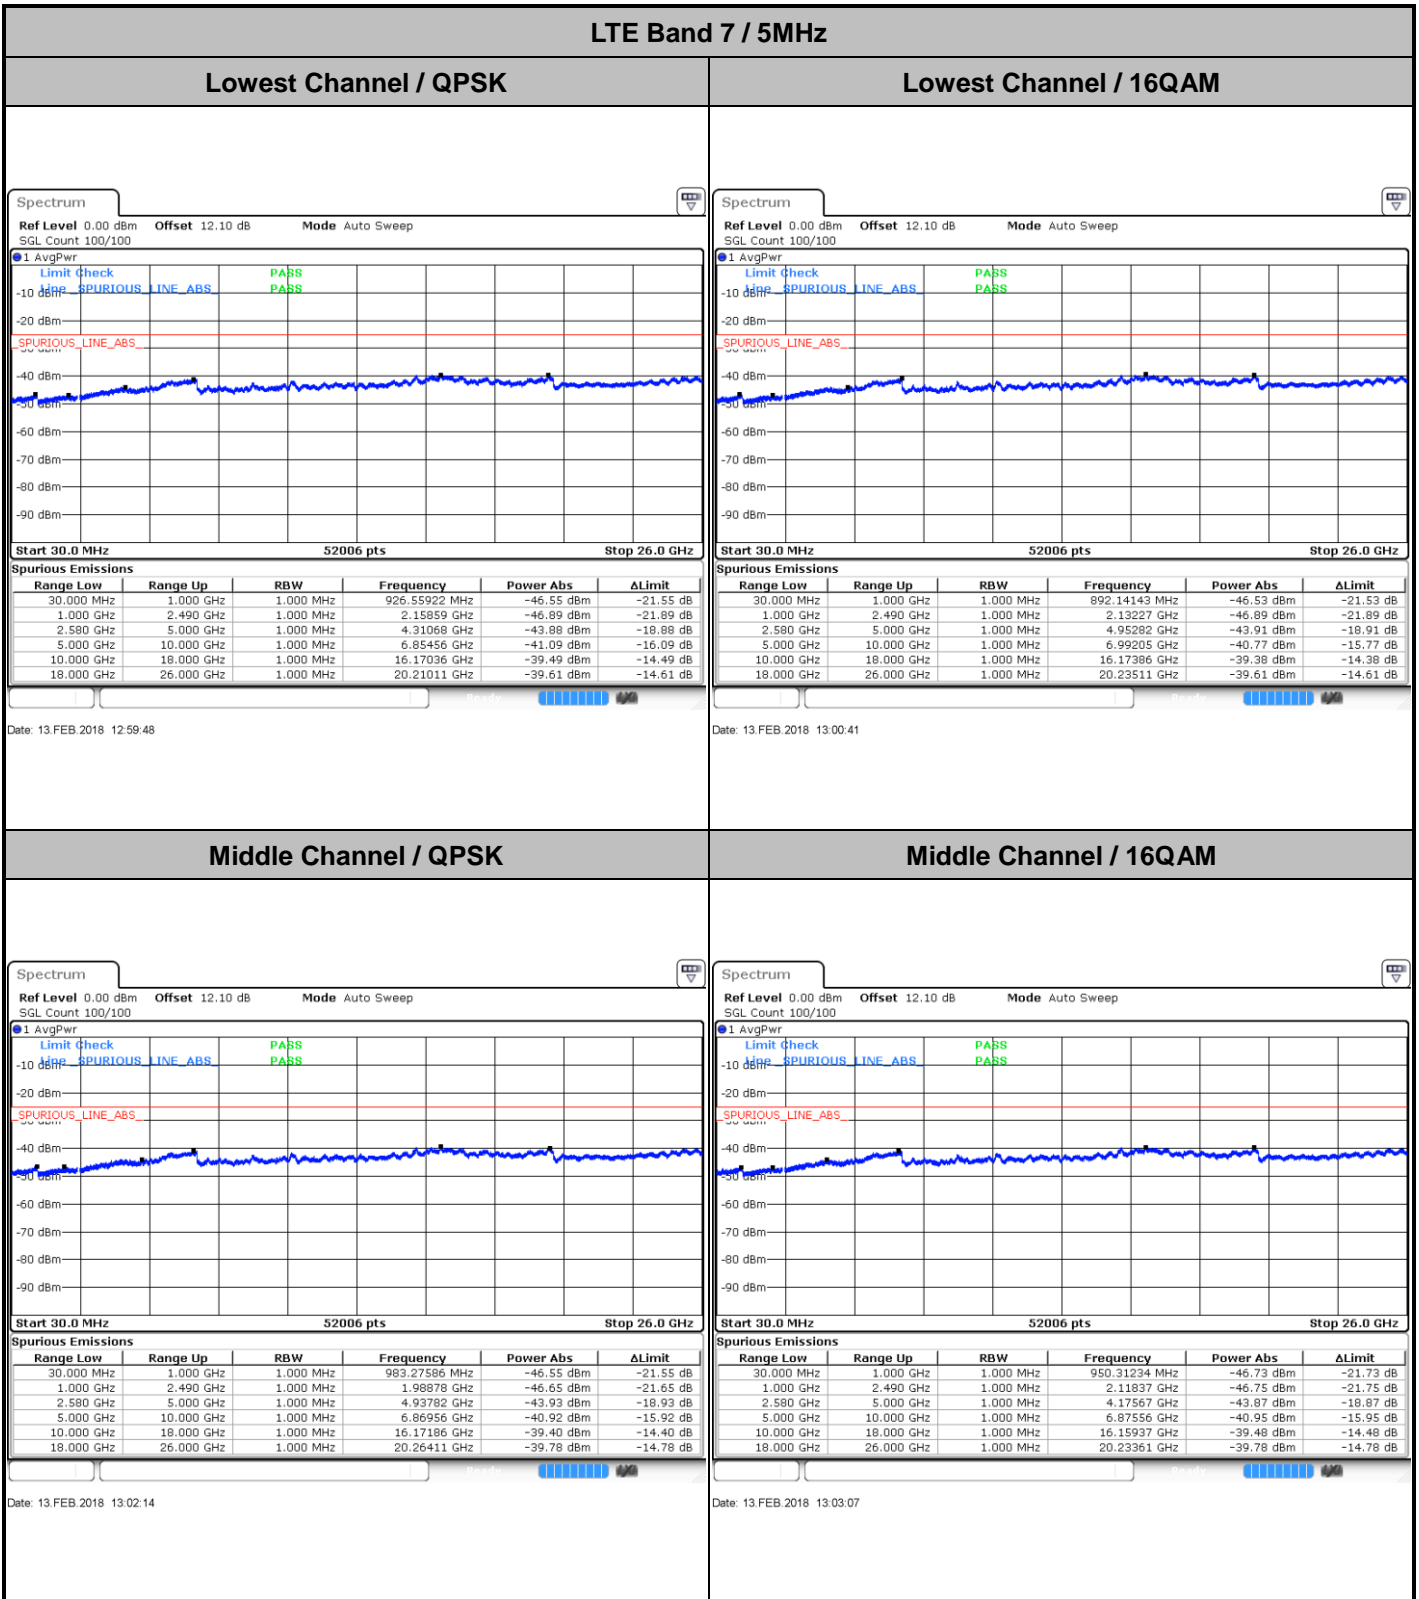 LTE Band 7 / 5MHz
Lowest Channel / QPSK
Lowest Channel / 16QAM
Spectrum
Ref Level 0.00 dBm Offset 12.10 dB Mode Auto Sweep
SGL Count 100/100
1 AvgPwr
Limit Check PASS
Line _SPURIOUS_LINE_ABS_ PASS
-10 dBm
-20 dBm
_SPURIOUS_LINE_ABS_
-30 dBm
-40 dBm
-50 dBm
-60 dBm
-70 dBm
-80 dBm
-90 dBm
Start 30.0 MHz 52006 pts Stop 26.0 GHz
Spurious Emissions
Range Low Range Up RBW Frequency Power Abs ΔLimit
30.000 MHz 1.000 GHz 1.000 MHz 926.55922 MHz -46.55 dBm -21.55 dB
1.000 GHz 2.490 GHz 1.000 MHz 2.15859 GHz -46.89 dBm -21.89 dB
2.580 GHz 5.000 GHz 1.000 MHz 4.31068 GHz -43.88 dBm -18.88 dB
5.000 GHz 10.000 GHz 1.000 MHz 6.85456 GHz -41.09 dBm -16.09 dB
10.000 GHz 18.000 GHz 1.000 MHz 16.17036 GHz -39.49 dBm -14.49 dB
18.000 GHz 26.000 GHz 1.000 MHz 20.21011 GHz -39.61 dBm -14.61 dB
Ready
Date: 13.FEB.2018 12:59:48
Spectrum
Ref Level 0.00 dBm Offset 12.10 dB Mode Auto Sweep
SGL Count 100/100
1 AvgPwr
Limit Check PASS
Line _SPURIOUS_LINE_ABS_ PASS
-10 dBm
-20 dBm
_SPURIOUS_LINE_ABS_
-30 dBm
-40 dBm
-50 dBm
-60 dBm
-70 dBm
-80 dBm
-90 dBm
Start 30.0 MHz 52006 pts Stop 26.0 GHz
Spurious Emissions
Range Low Range Up RBW Frequency Power Abs ΔLimit
30.000 MHz 1.000 GHz 1.000 MHz 892.14143 MHz -46.53 dBm -21.53 dB
1.000 GHz 2.490 GHz 1.000 MHz 2.13227 GHz -46.89 dBm -21.89 dB
2.580 GHz 5.000 GHz 1.000 MHz 4.95282 GHz -43.91 dBm -18.91 dB
5.000 GHz 10.000 GHz 1.000 MHz 6.99205 GHz -40.77 dBm -15.77 dB
10.000 GHz 18.000 GHz 1.000 MHz 16.17386 GHz -39.38 dBm -14.38 dB
18.000 GHz 26.000 GHz 1.000 MHz 20.23511 GHz -39.61 dBm -14.61 dB
Ready
Date: 13.FEB.2018 13:00:41
Middle Channel / QPSK
Middle Channel / 16QAM
Spectrum
Ref Level 0.00 dBm Offset 12.10 dB Mode Auto Sweep
SGL Count 100/100
1 AvgPwr
Limit Check PASS
Line _SPURIOUS_LINE_ABS_ PASS
-10 dBm
-20 dBm
_SPURIOUS_LINE_ABS_
-30 dBm
-40 dBm
-50 dBm
-60 dBm
-70 dBm
-80 dBm
-90 dBm
Start 30.0 MHz 52006 pts Stop 26.0 GHz
Spurious Emissions
Range Low Range Up RBW Frequency Power Abs ΔLimit
30.000 MHz 1.000 GHz 1.000 MHz 983.27586 MHz -46.55 dBm -21.55 dB
1.000 GHz 2.490 GHz 1.000 MHz 1.98878 GHz -46.65 dBm -21.65 dB
2.580 GHz 5.000 GHz 1.000 MHz 4.93782 GHz -43.93 dBm -18.93 dB
5.000 GHz 10.000 GHz 1.000 MHz 6.86956 GHz -40.92 dBm -15.92 dB
10.000 GHz 18.000 GHz 1.000 MHz 16.17186 GHz -39.40 dBm -14.40 dB
18.000 GHz 26.000 GHz 1.000 MHz 20.26411 GHz -39.78 dBm -14.78 dB
Ready
Date: 13.FEB.2018 13:02:14
Spectrum
Ref Level 0.00 dBm Offset 12.10 dB Mode Auto Sweep
SGL Count 100/100
1 AvgPwr
Limit Check PASS
Line _SPURIOUS_LINE_ABS_ PASS
-10 dBm
-20 dBm
_SPURIOUS_LINE_ABS_
-30 dBm
-40 dBm
-50 dBm
-60 dBm
-70 dBm
-80 dBm
-90 dBm
Start 30.0 MHz 52006 pts Stop 26.0 GHz
Spurious Emissions
Range Low Range Up RBW Frequency Power Abs ΔLimit
30.000 MHz 1.000 GHz 1.000 MHz 950.31234 MHz -46.73 dBm -21.73 dB
1.000 GHz 2.490 GHz 1.000 MHz 2.11837 GHz -46.75 dBm -21.75 dB
2.580 GHz 5.000 GHz 1.000 MHz 4.17567 GHz -43.87 dBm -18.87 dB
5.000 GHz 10.000 GHz 1.000 MHz 6.87556 GHz -40.95 dBm -15.95 dB
10.000 GHz 18.000 GHz 1.000 MHz 16.15937 GHz -39.48 dBm -14.48 dB
18.000 GHz 26.000 GHz 1.000 MHz 20.23361 GHz -39.78 dBm -14.78 dB
Ready
Date: 13.FEB.2018 13:03:07